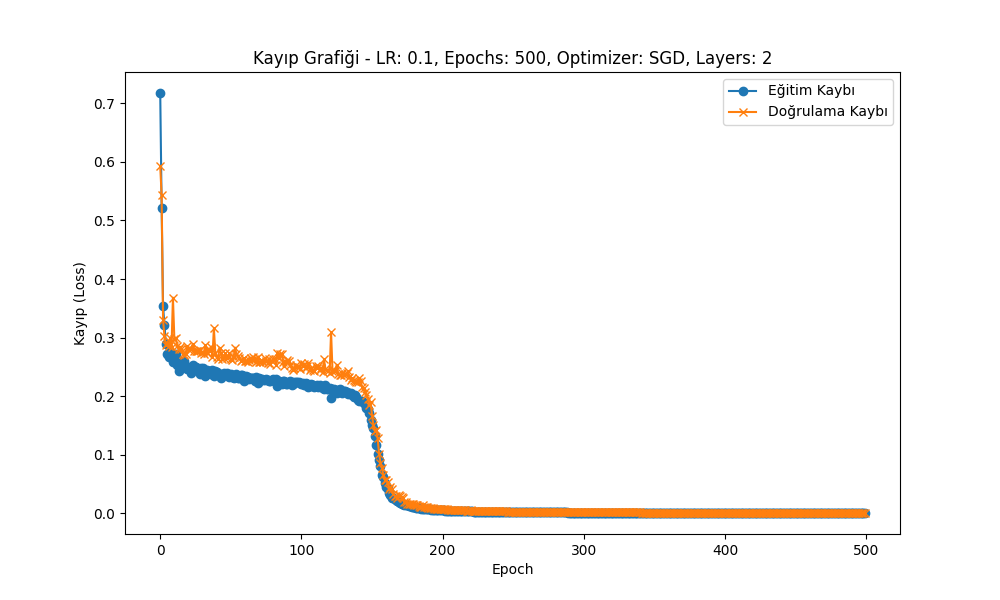 Kayıp Grafiği - LR: 0.1, Epochs: 500, Optimizer: SGD, Layers: 2
Eğitim Kaybı
Doğrulama Kaybı
Kayıp (Loss)
0.7
0.6
0.5
0.4
0.3
0.2
0.1
0.0
0 100 200 300 400 500
Epoch